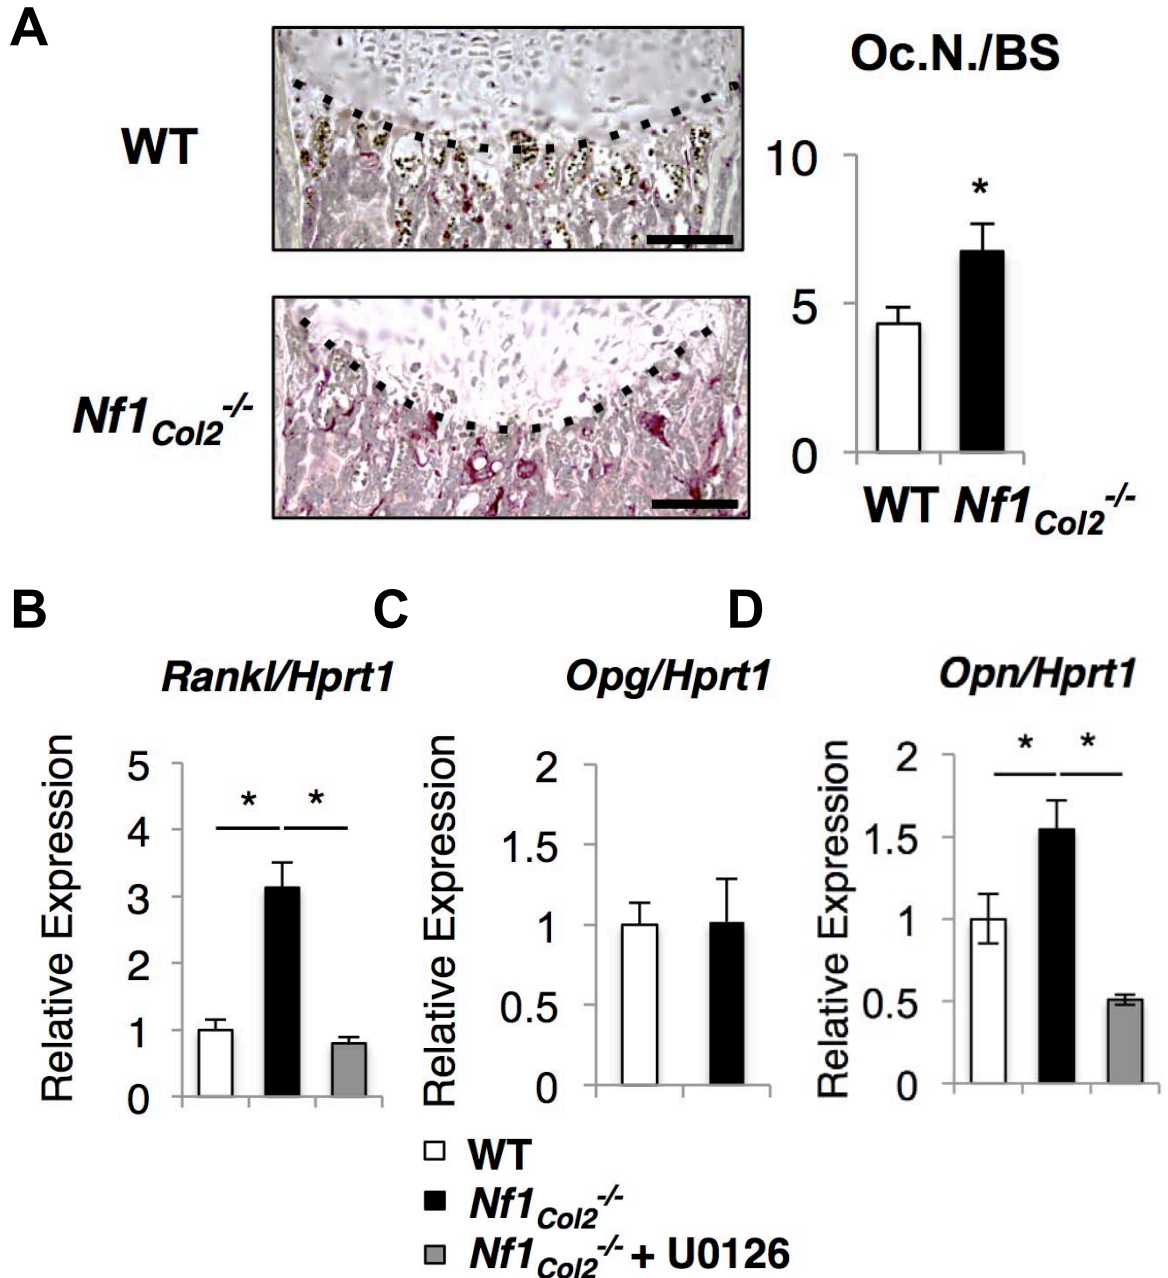 A
WT
Nf1Col2-/-
Oc.N./BS
10
*
5
0
WT Nf1Col2-/-
B
Rankl/Hprt1
Relative Expression
5
4
3
2
1
0
* *
C
Opg/Hprt1
Relative Expression
2
1.5
1
0.5
0
D
Opn/Hprt1
Relative Expression
2
1.5
1
0.5
0
* *
WT
Nf1Col2-/-
Nf1Col2-/- + U0126